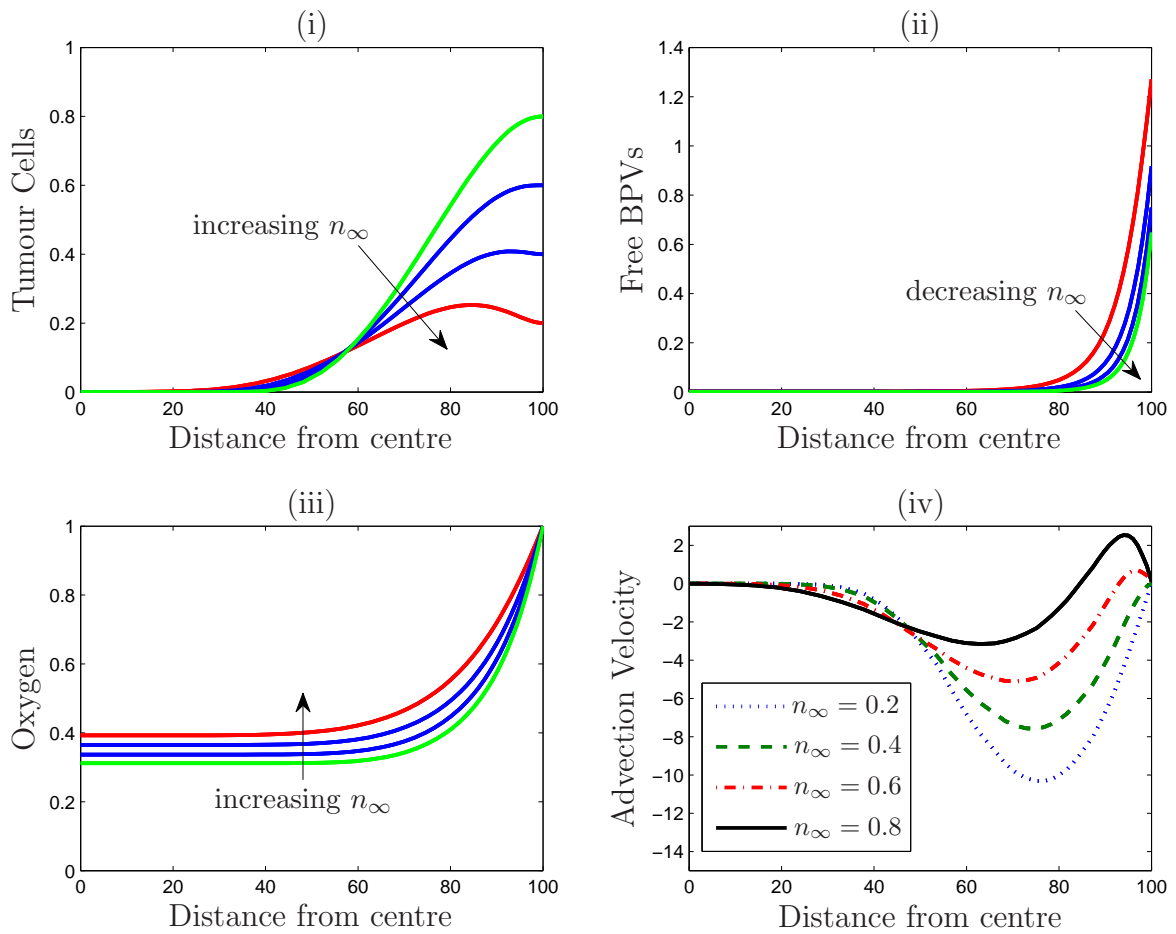 (i)
1
0.8
0.6
0.4
0.2
0
0 20 40 60 80 100
Tumour Cells
increasing n∞
Distance from centre
(ii)
1.4
1.2
1
0.8
0.6
0.4
0.2
0
0 20 40 60 80 100
Free BPVs
decreasing n∞
Distance from centre
(iii)
1
0.8
0.6
0.4
0.2
0
0 20 40 60 80 100
Oxygen
increasing n∞
Distance from centre
(iv)
2
0
−2
−4
−6
−8
−10
−12
−14
0 20 40 60 80 100
Advection Velocity
n∞ = 0.2
n∞ = 0.4
n∞ = 0.6
n∞ = 0.8
Distance from centre